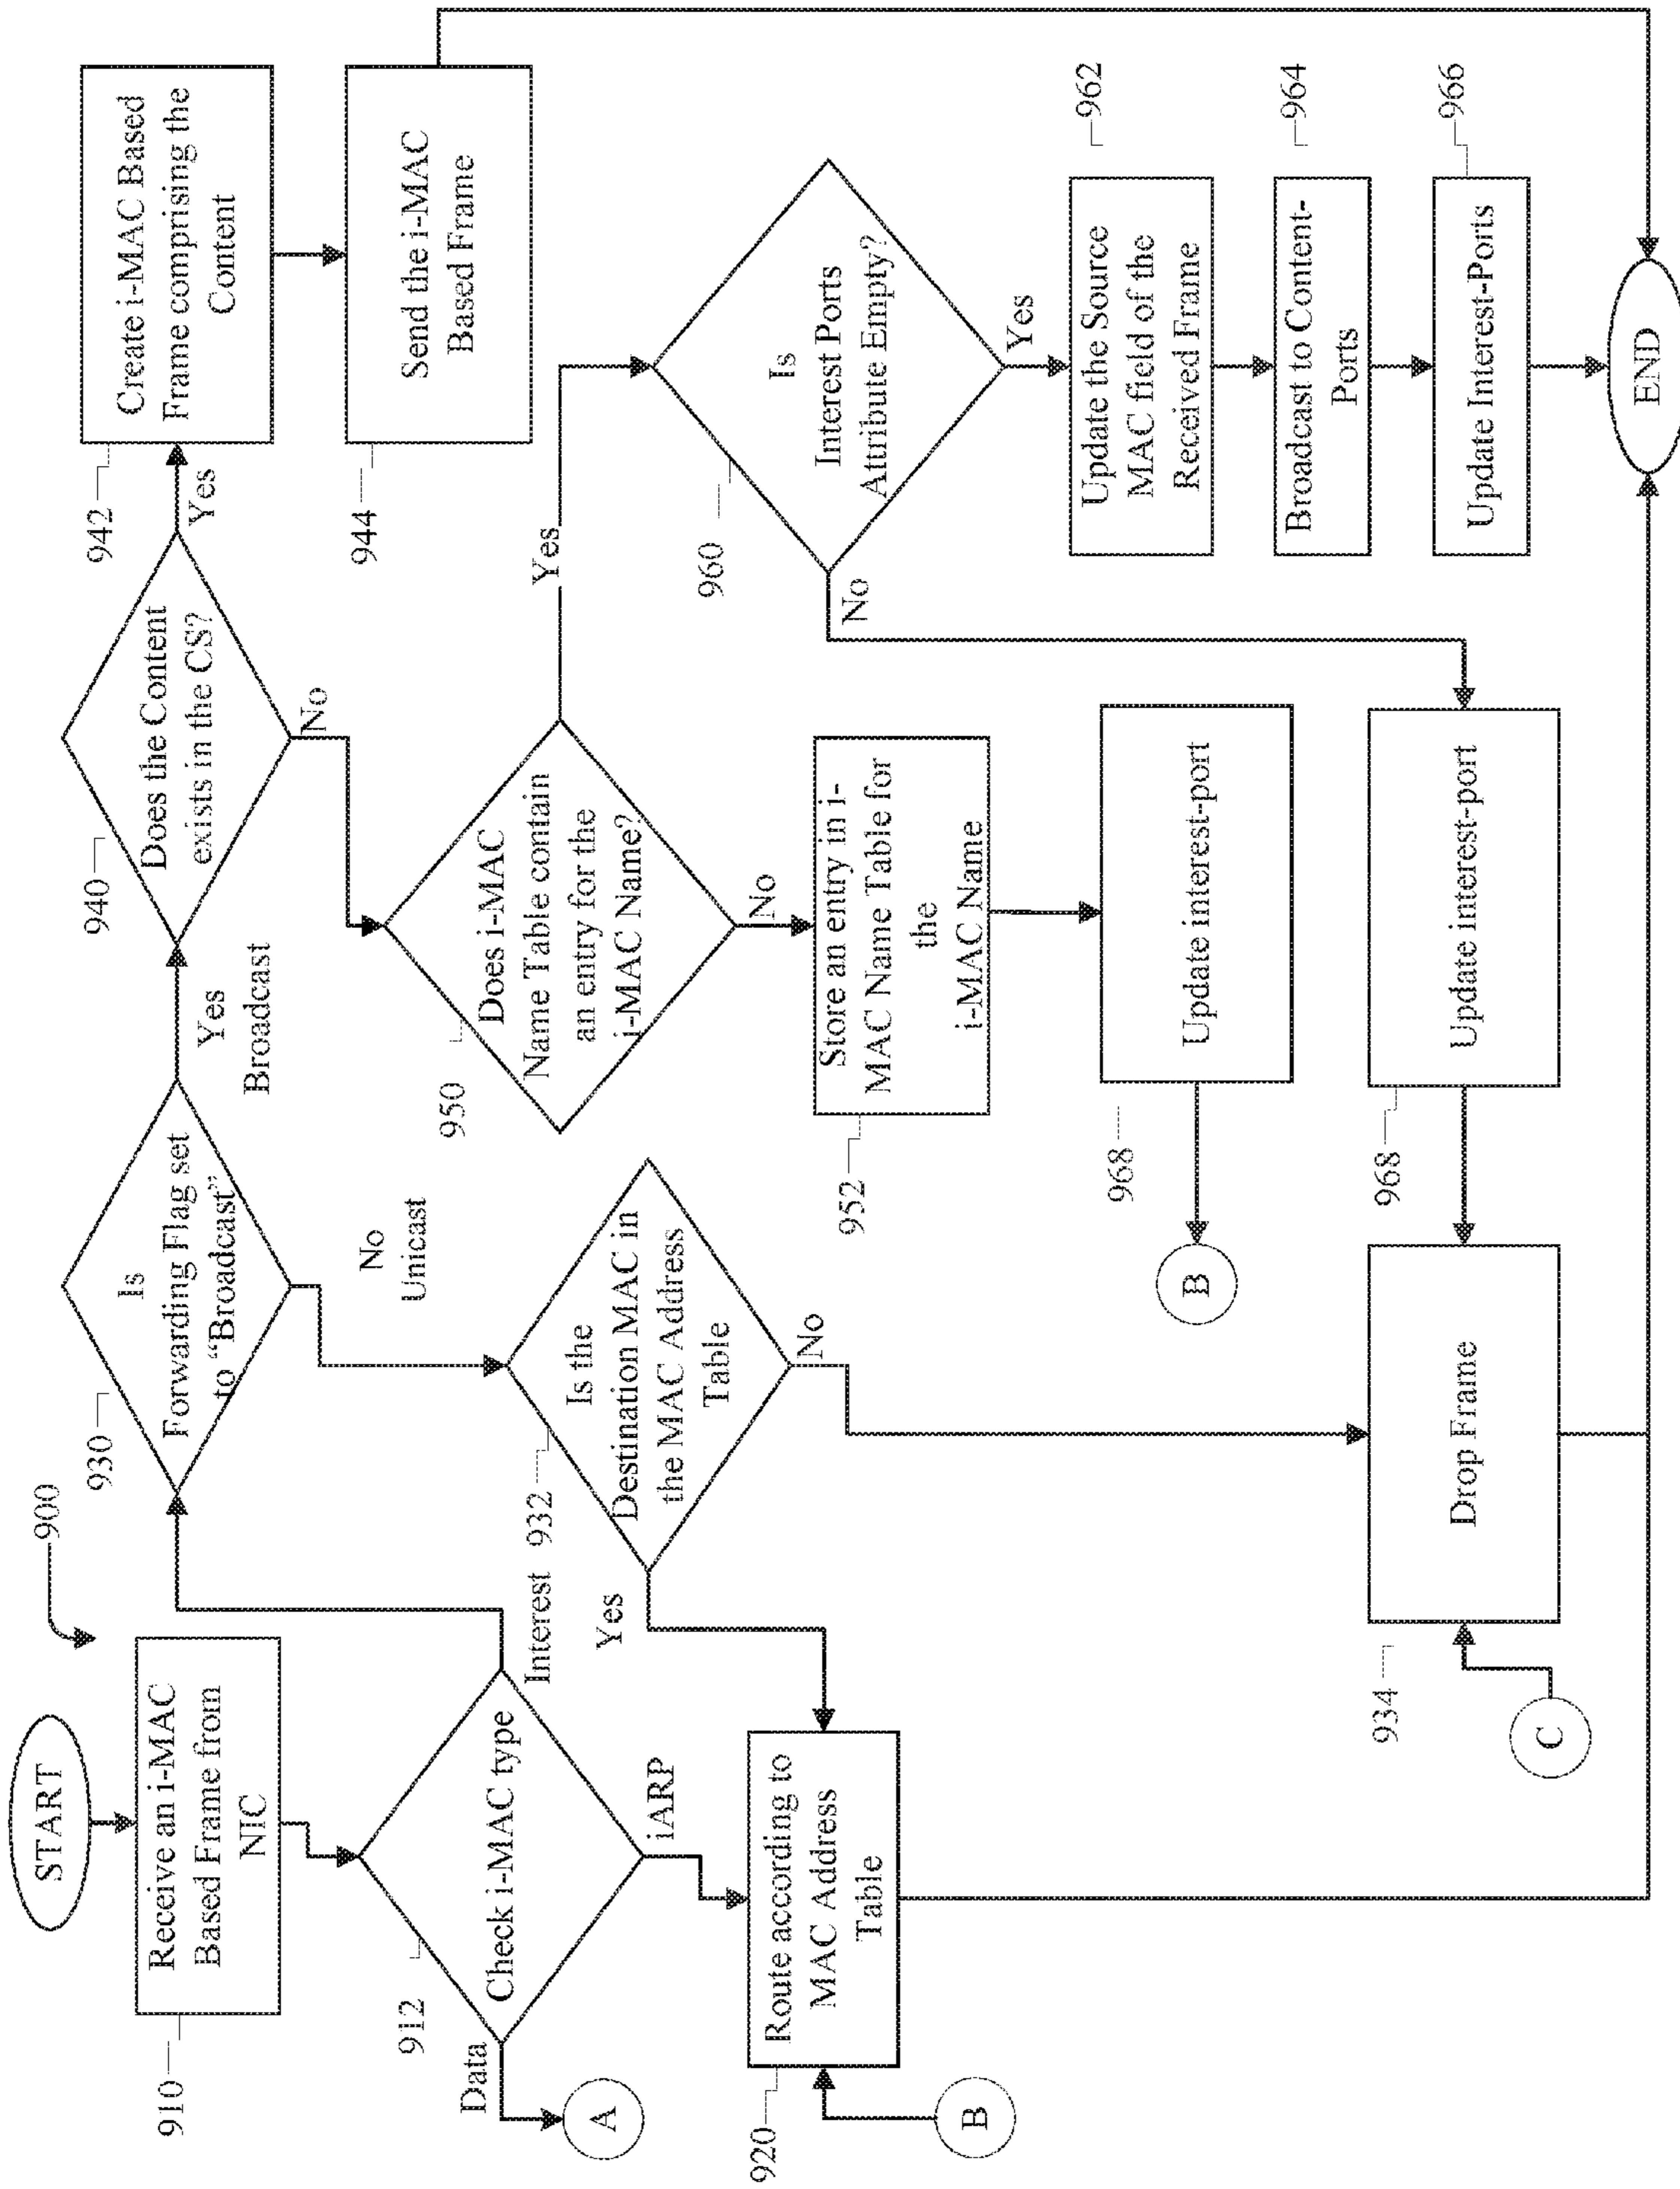 900
START
910
Receive an i-MAC
Based Frame from
NIC
912
Check i-MAC type
Data
A
iARP
Interest
920
Route according to
MAC Address
Table
B
930
Is
Forwarding Flag set
to “Broadcast”
Yes
Broadcast
No
Unicast
932
Is the
Destination MAC in
the MAC Address
Table
Yes
No
934
Drop Frame
C
940
Does the Content
exists in the CS?
Yes
No
942
Create i-MAC Based
Frame comprising the
Content
944
Send the i-MAC
Based Frame
950
Does i-MAC
Name Table contain
an entry for the
i-MAC Name?
Yes
No
952
Store an entry in i-
MAC Name Table for
the
i-MAC Name
968
Update interest-port
B
960
Is
Interest Ports
Attribute Empty?
No
Yes
968
Update interest-port
962
Update the Source
MAC field of the
Received Frame
964
Broadcast to Content-
Ports
966
Update Interest-Ports
END